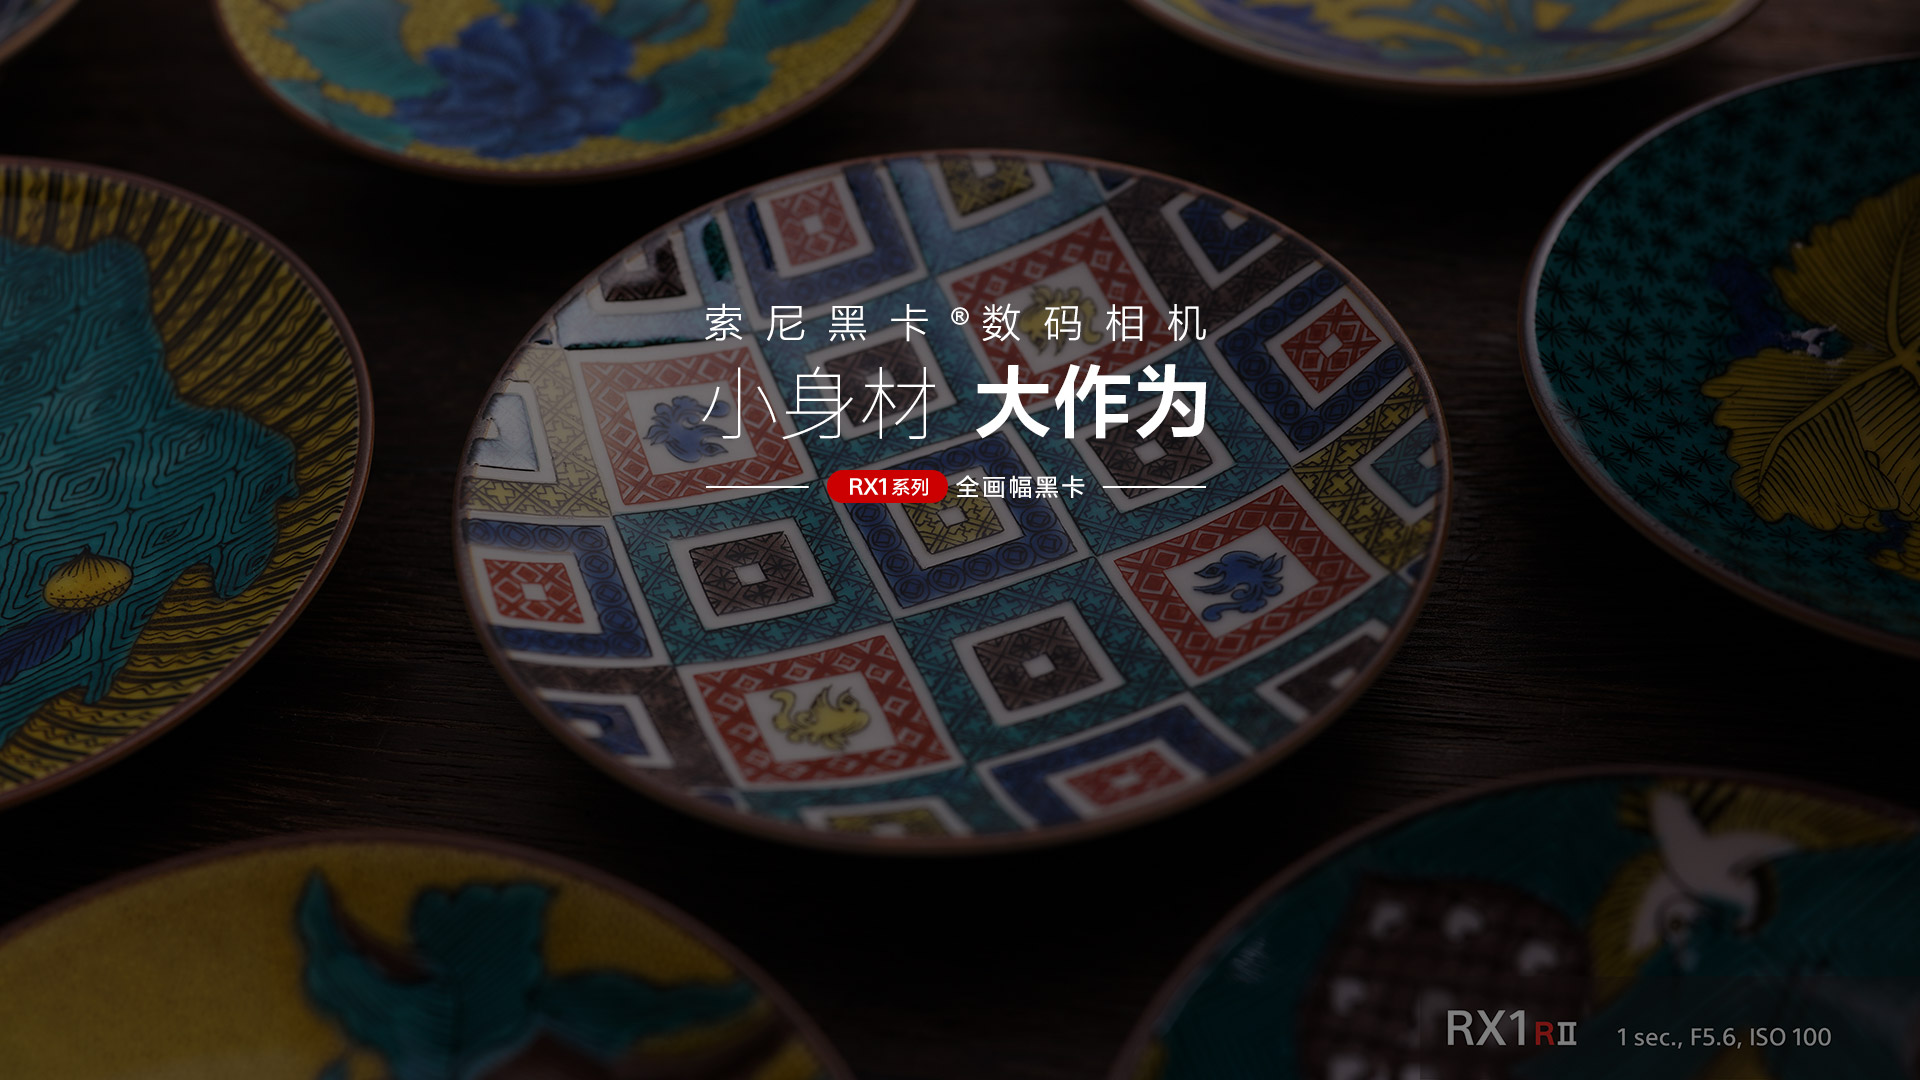 索尼黑卡®数码相机
小身材 大作为
RX1系列 全画幅黑卡
RX1RII 1 sec., F5.6, ISO 100